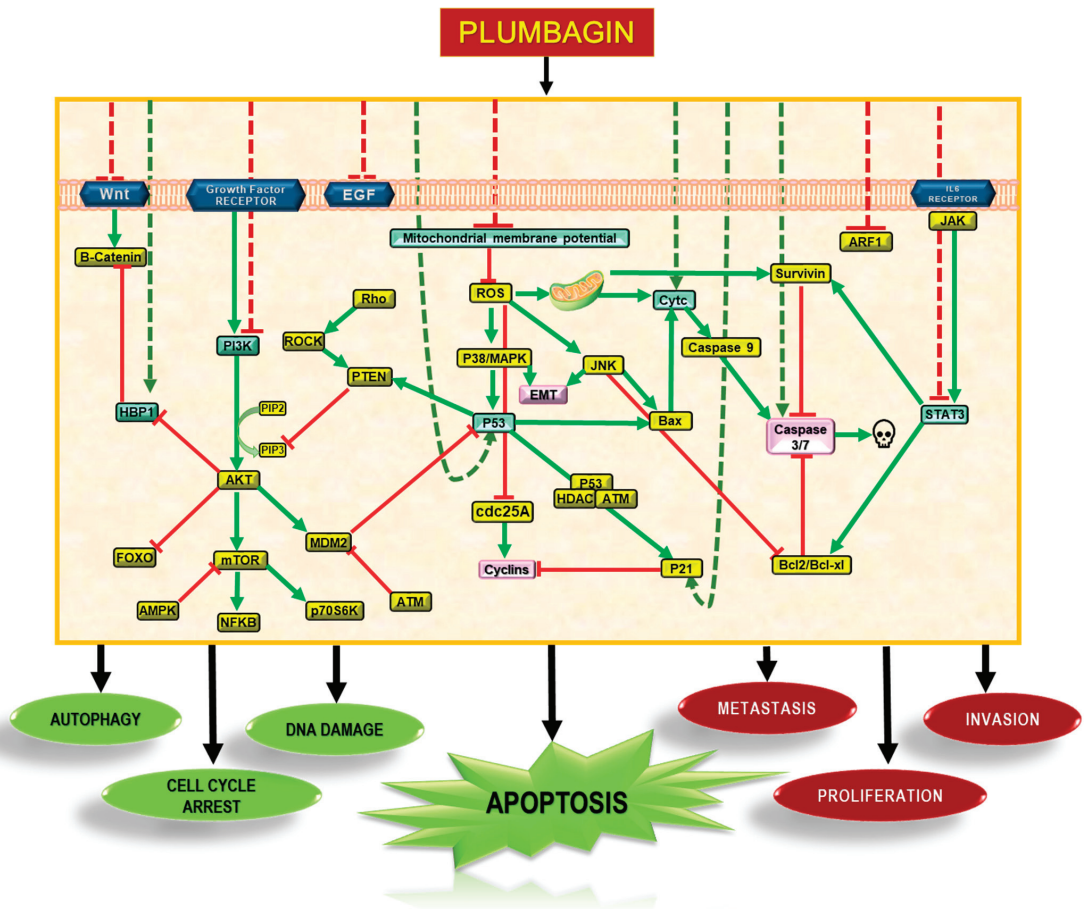 PLUMBAGIN
Wnt
Growth Factor
RECEPTOR
EGF
IL6
RECEPTOR
JAK
ARF1
Mitochondrial membrane potential
B-Catenin
Survivin
ROS
Cytc
Rho
ROCK
PI3K
P38/MAPK
JNK
Caspase 9
PTEN
EMT
HBP1
PIP2
PIP3
P53
Bax
Caspase
3/7
STAT3
AKT
P53
HDAC
ATM
cdc25A
MDM2
FOXO
mTOR
Cyclins
P21
Bcl2/Bcl-xl
AMPK
NFKB
p70S6K
ATM
AUTOPHAGY
CELL CYCLE
ARREST
DNA DAMAGE
APOPTOSIS
METASTASIS
PROLIFERATION
INVASION